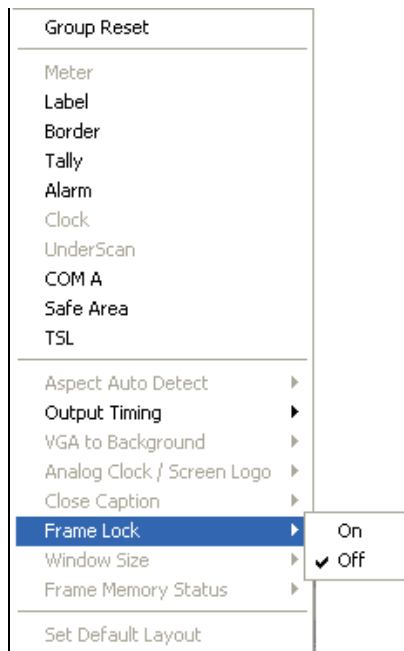 Group Reset
Meter
Label
Border
Tally
Alarm
Clock
UnderScan
COM A
Safe Area
TSL
Aspect Auto Detect
Output Timing
VGA to Background
Analog Clock / Screen Logo
Close Caption
Frame Lock
On
Window Size
Off
Frame Memory Status
Set Default Layout